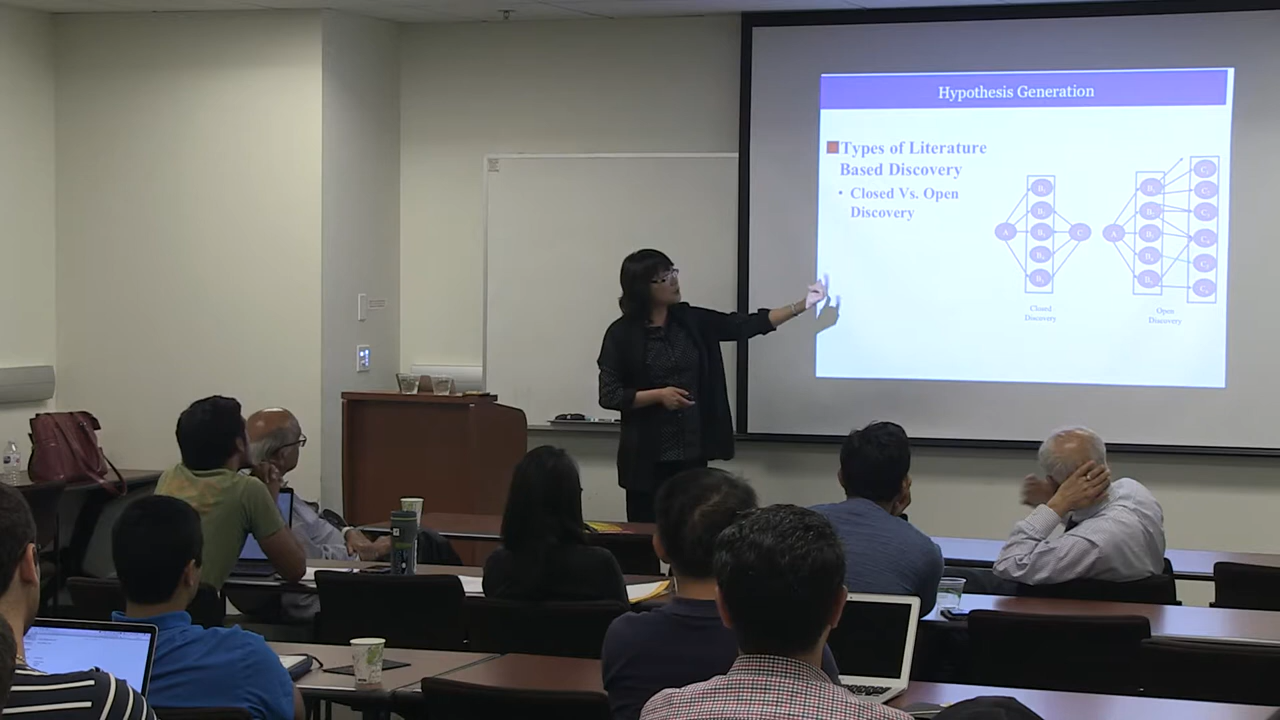 Hypothesis Generation
Types of Literature
Based Discovery
• Closed Vs. Open
Discovery
A
C
A
Closed
Discovery
Open
Discovery